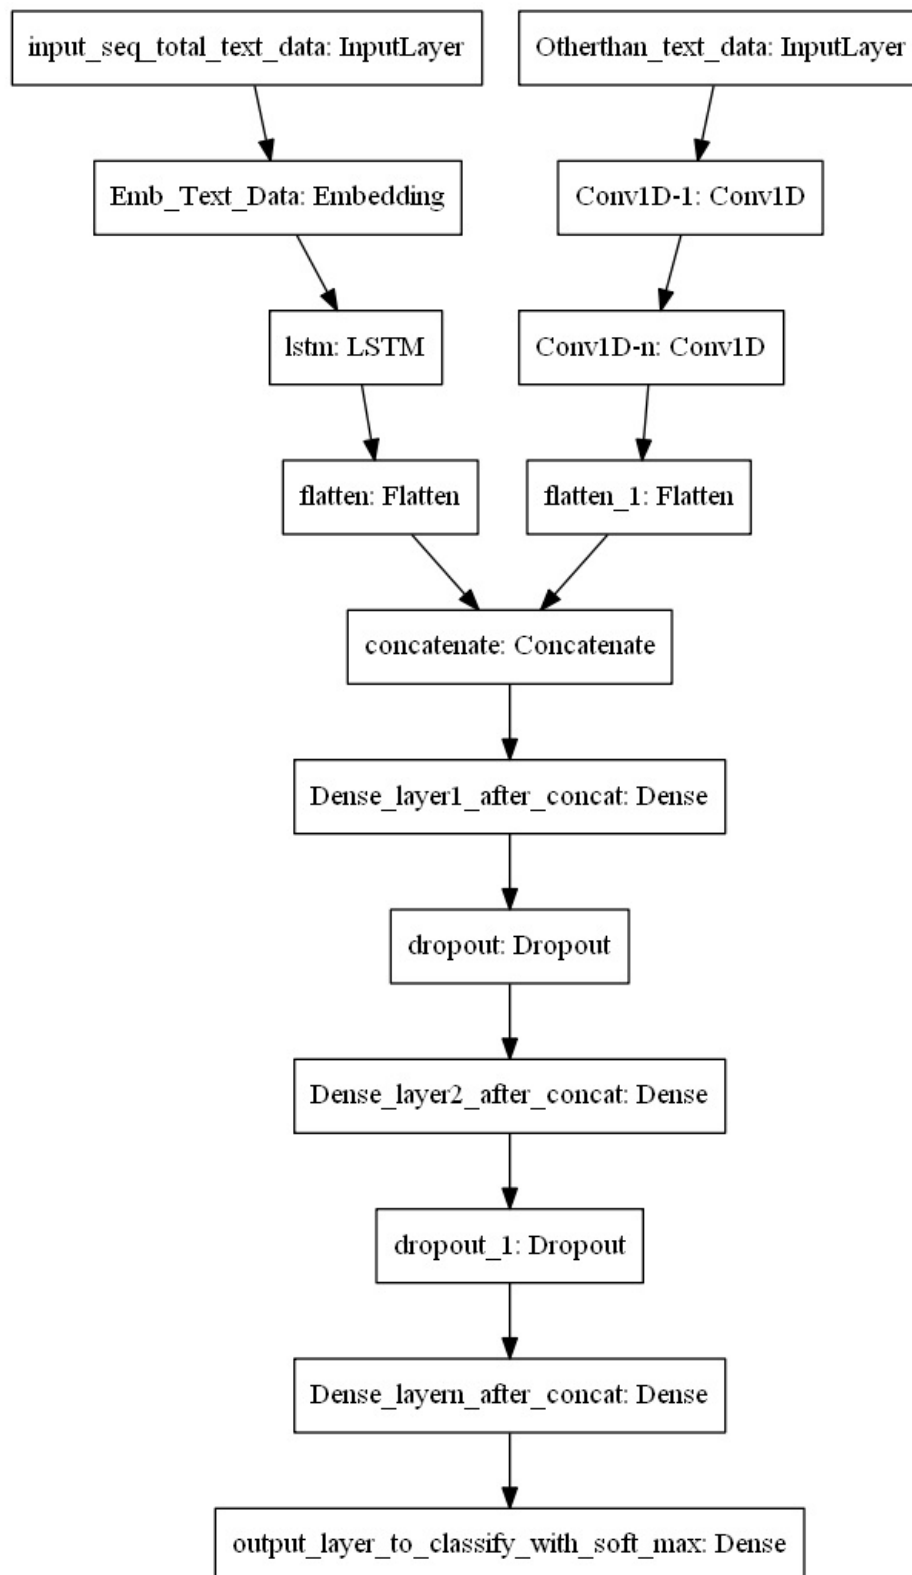 input_seq_total_text_data: InputLayer
Otherthan_text_data: InputLayer
Emb_Text_Data: Embedding
Conv1D-1: Conv1D
lstm: LSTM
Conv1D-n: Conv1D
flatten: Flatten
flatten_1: Flatten
concatenate: Concatenate
Dense_layer1_after_concat: Dense
dropout: Dropout
Dense_layer2_after_concat: Dense
dropout_1: Dropout
Dense_layern_after_concat: Dense
output_layer_to_classify_with_soft_max: Dense